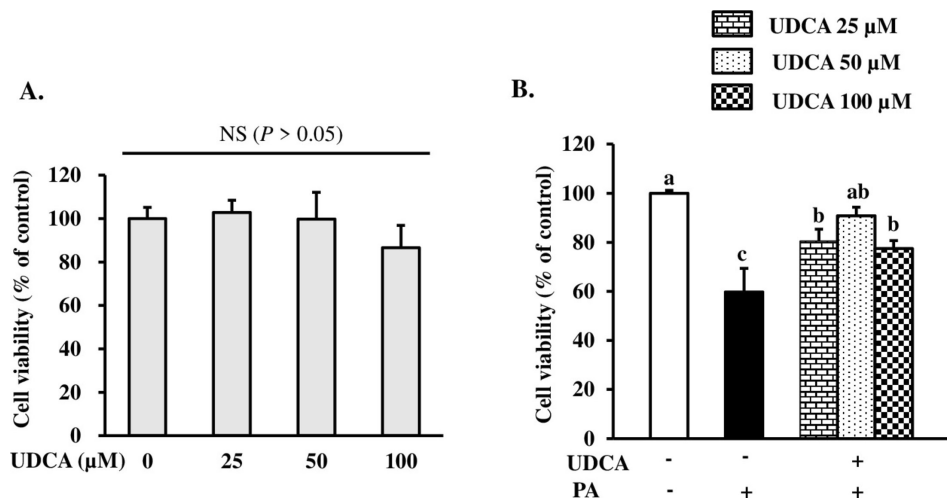 A.
NS (P > 0.05)
Cell viability (% of control)
120
100
80
60
40
20
0
UDCA (μM) 0 25 50 100
UDCA 25 μM
UDCA 50 μM
UDCA 100 μM
B.
Cell viability (% of control)
120
100
80
60
40
20
0
a
c
b
ab
b
UDCA - - +
PA - + +